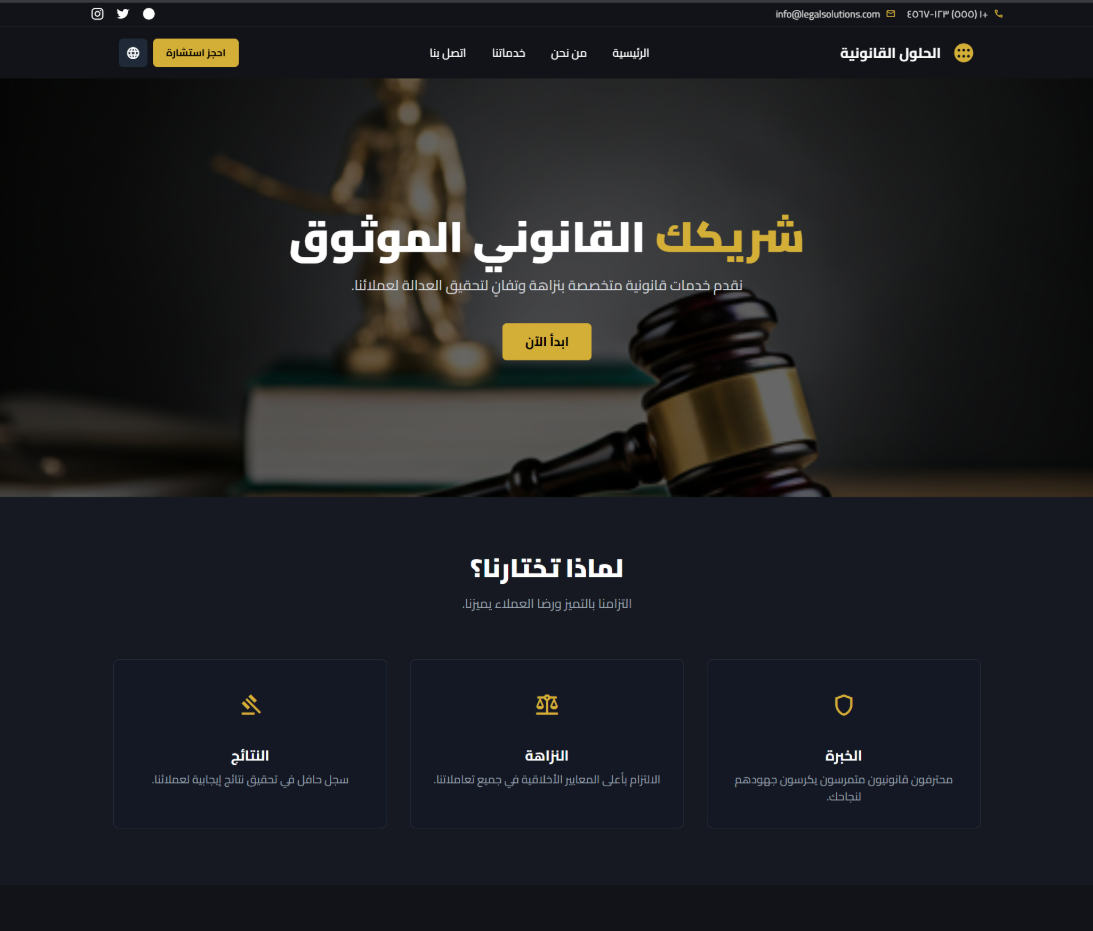 +١ (٥٥٥) ١٢٣-٤٥٦٧
info@legalsolutions.com
الحلول القانونية
الرئيسية
من نحن
خدماتنا
اتصل بنا
احجز استشارة
شريكك القانوني الموثوق
نقدم خدمات قانونية متخصصة بنزاهة وتفانٍ لتحقيق العدالة لعملائنا.
ابدأ الآن
لماذا تختارنا؟
التزامنا بالتميز ورضا العملاء يميزنا.
الخبرة
محترفون قانونيون متمرسون يكرسون جهودهم
لنجاحك.
النزاهة
الالتزام بأعلى المعايير الأخلاقية في جميع تعاملاتنا.
النتائج
سجل حافل في تحقيق نتائج إيجابية لعملائنا.